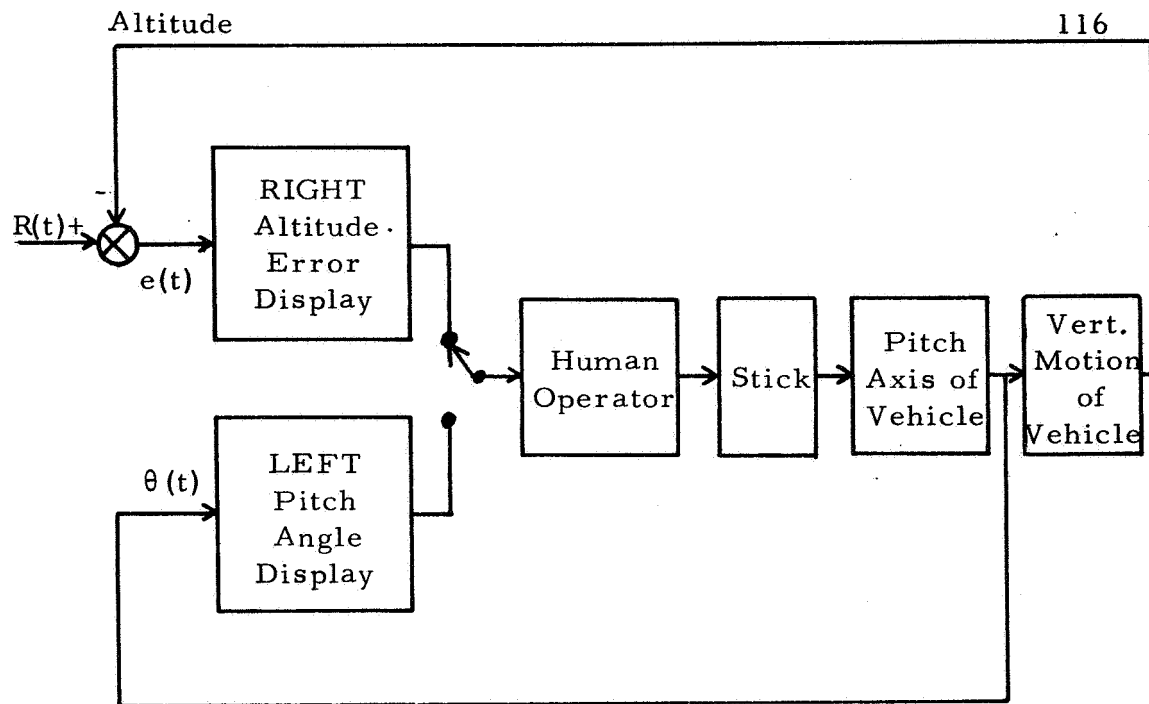 Altitude
116
RIGHT
Altitude
Error
Display
-
R(t)+
e(t)
Human
Operator
Stick
Pitch
Axis of
Vehicle
Vert.
Motion
of
Vehicle
θ(t)
LEFT
Pitch
Angle
Display